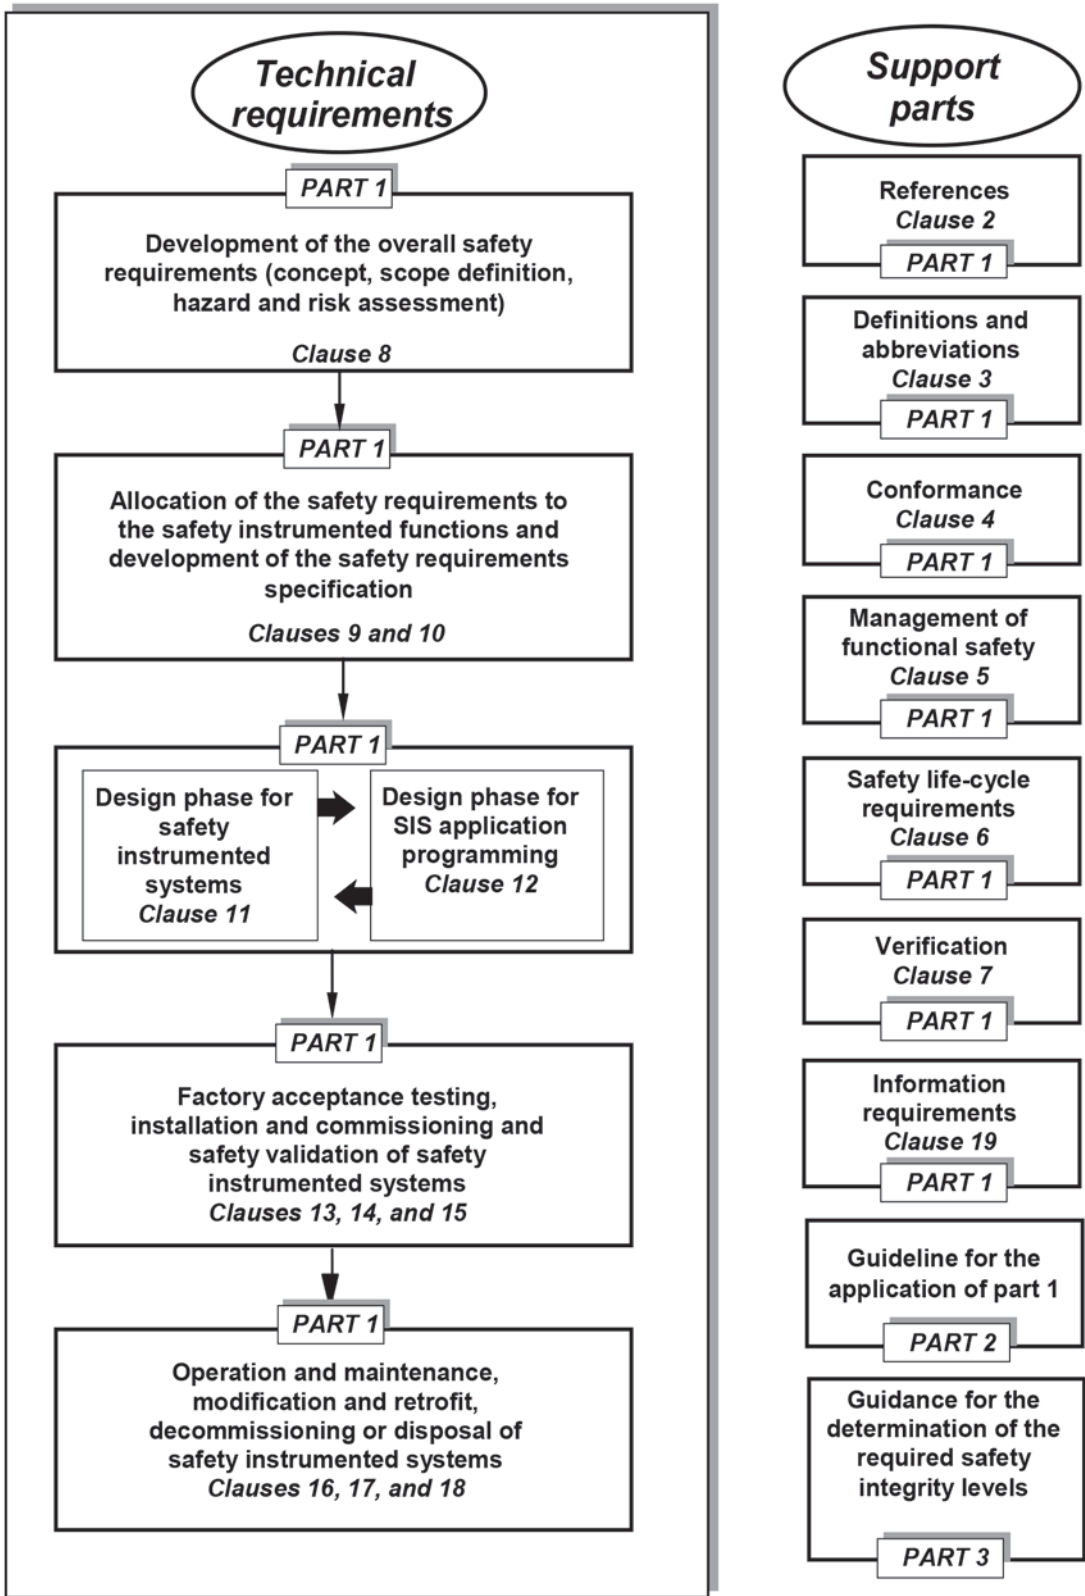 Technical
requirements
PART 1
Development of the overall safety
requirements (concept, scope definition,
hazard and risk assessment)
Clause 8
PART 1
Allocation of the safety requirements to
the safety instrumented functions and
development of the safety requirements
specification
Clauses 9 and 10
PART 1
Design phase for
safety
instrumented
systems
Clause 11
Design phase for
SIS application
programming
Clause 12
PART 1
Factory acceptance testing,
installation and commissioning and
safety validation of safety
instrumented systems
Clauses 13, 14, and 15
PART 1
Operation and maintenance,
modification and retrofit,
decommissioning or disposal of
safety instrumented systems
Clauses 16, 17, and 18
Support
parts
References
Clause 2
PART 1
Definitions and
abbreviations
Clause 3
PART 1
Conformance
Clause 4
PART 1
Management of
functional safety
Clause 5
PART 1
Safety life-cycle
requirements
Clause 6
PART 1
Verification
Clause 7
PART 1
Information
requirements
Clause 19
PART 1
Guideline for the
application of part 1
PART 2
Guidance for the
determination of the
required safety
integrity levels
PART 3